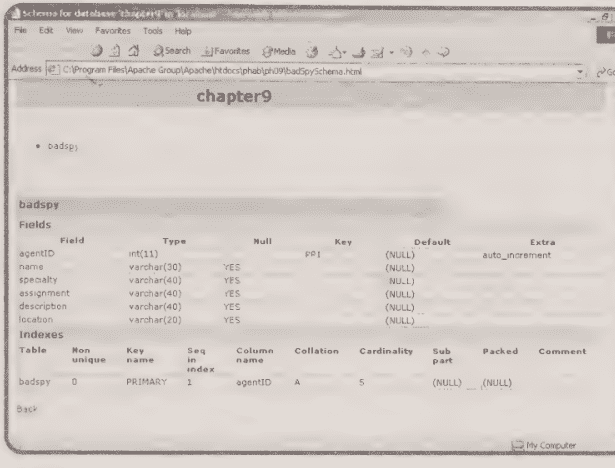 Schema for database 'chapter9' in
File Edit View Favorites Tools Help
Search Favorites Media
Address C:\Program Files\Apache Group\Apache\htdocs\phab\ph09\badSpySchema.html Go
chapter9
• badspy
badspy
Fields
Field Type Null Key Default Extra
agentID int(11) PRI (NULL) auto_increment
name varchar(30) YES (NULL)
specialty varchar(40) YES (NULL)
assignment varchar(40) YES (NULL)
description varchar(40) YES (NULL)
location varchar(20) YES (NULL)
Indexes
Table Non unique Key name Seq in index Column name Collation Cardinality Sub part Packed Comment
badspy 0 PRIMARY 1 agentID A 5 (NULL) (NULL)
Back
My Computer